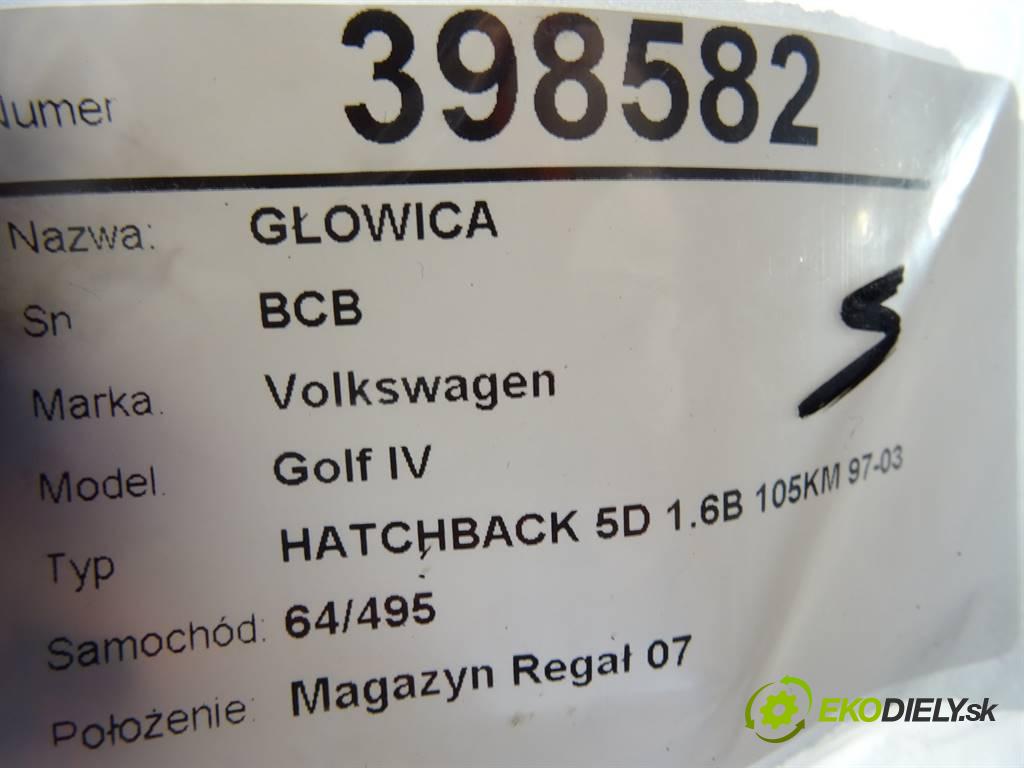 Numer 398582
Nazwa: GŁOWICA
Sn BCB
Marka. Volkswagen
Model. Golf IV
Typ HATCHBACK 5D 1.6B 105KM 97-03
Samochód: 64/495
Położenie: Magazyn Regał 07
S
EKODIELY.sk